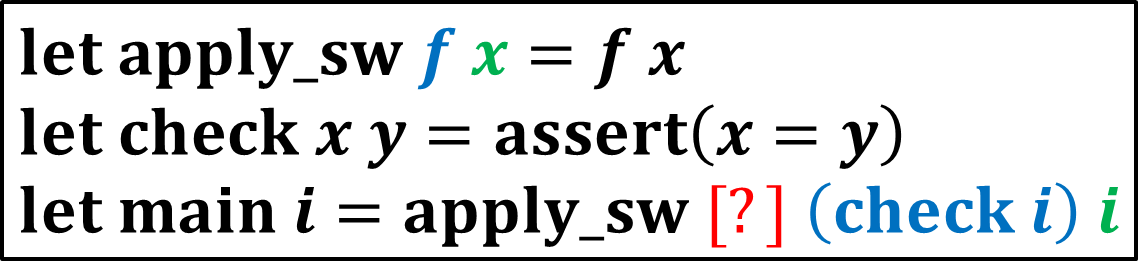 let apply_sw f x = f x
let check x y = assert(x = y)
let main i = apply_sw [?] (check i) i